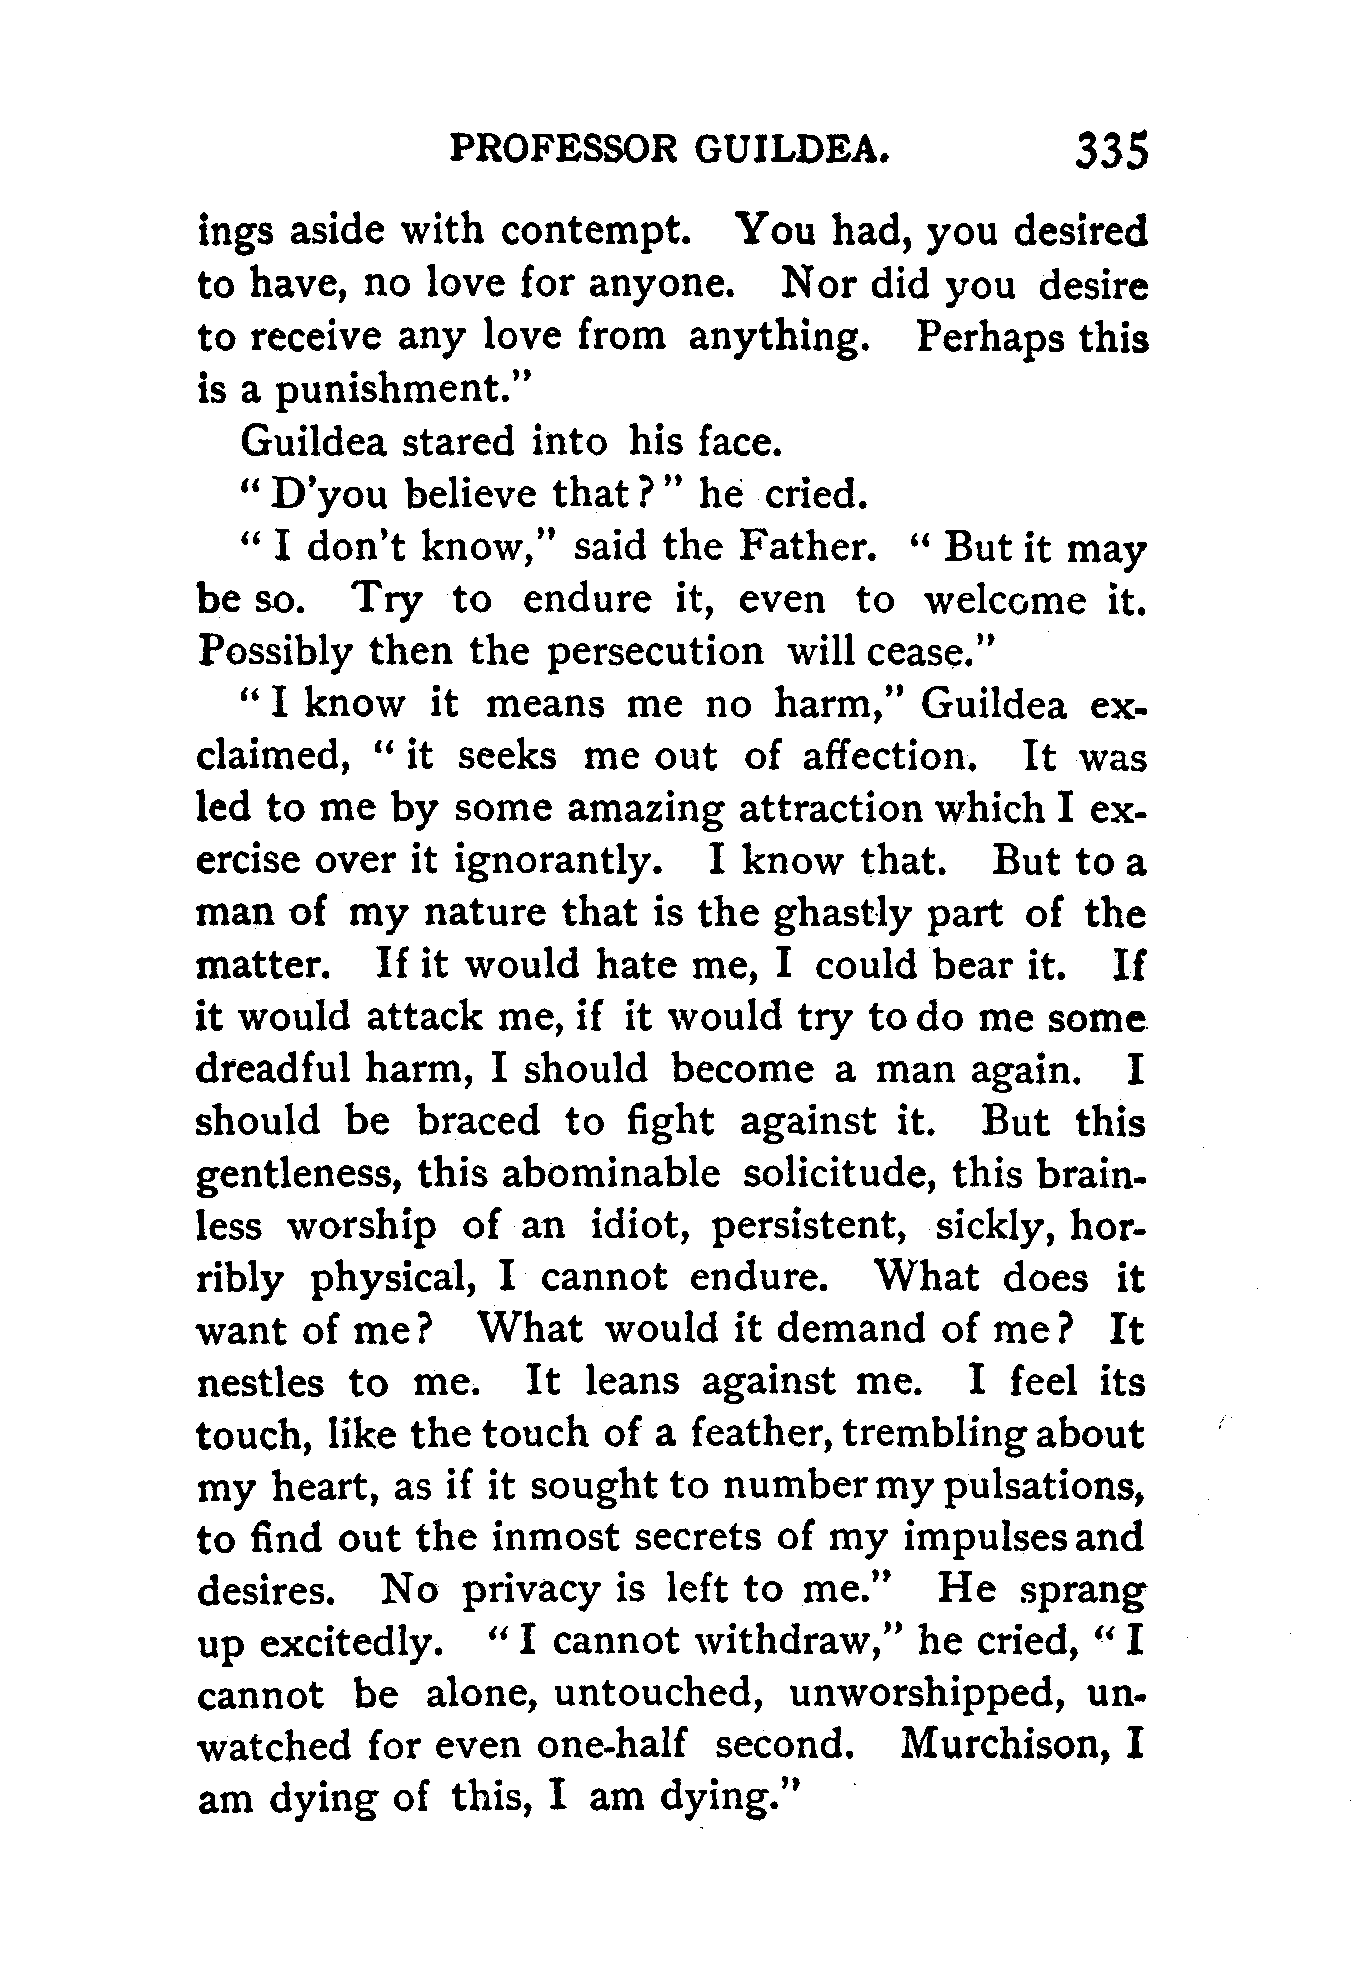 PROFESSOR GUILDEA. 335
ings aside with contempt. You had, you desired
to have, no love for anyone. Nor did you desire
to receive any love from anything. Perhaps this
is a punishment."
Guildea stared into his face.
"D'you believe that?" he cried.
"I don't know," said the Father. "But it may
be so. Try to endure it, even to welcome it.
Possibly then the persecution will cease."
"I know it means me no harm," Guildea ex-
claimed, "it seeks me out of affection. It was
led to me by some amazing attraction which I ex-
ercise over it ignorantly. I know that. But to a
man of my nature that is the ghastly part of the
matter. If it would hate me, I could bear it. If
it would attack me, if it would try to do me some
dreadful harm, I should become a man again. I
should be braced to fight against it. But this
gentleness, this abominable solicitude, this brain-
less worship of an idiot, persistent, sickly, hor-
ribly physical, I cannot endure. What does it
want of me? What would it demand of me? It
nestles to me. It leans against me. I feel its
touch, like the touch of a feather, trembling about
my heart, as if it sought to number my pulsations,
to find out the inmost secrets of my impulses and
desires. No privacy is left to me." He sprang
up excitedly. "I cannot withdraw," he cried, "I
cannot be alone, untouched, unworshipped, un-
watched for even one-half second. Murchison, I
am dying of this, I am dying."